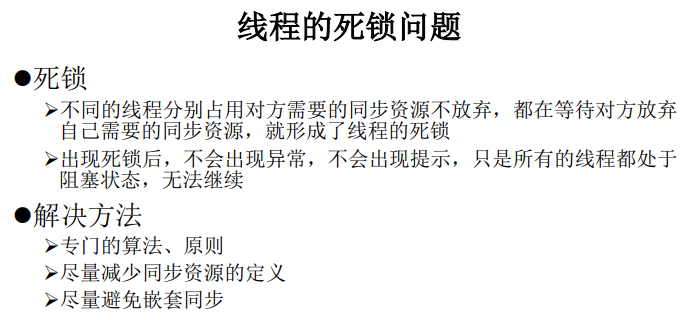 线程的死锁问题
●死锁
➢不同的线程分别占用对方需要的同步资源不放弃，都在等待对方放弃
自己需要的同步资源，就形成了线程的死锁
➢出现死锁后，不会出现异常，不会出现提示，只是所有的线程都处于
阻塞状态，无法继续
●解决方法
➢专门的算法、原则
➢尽量减少同步资源的定义
➢尽量避免嵌套同步